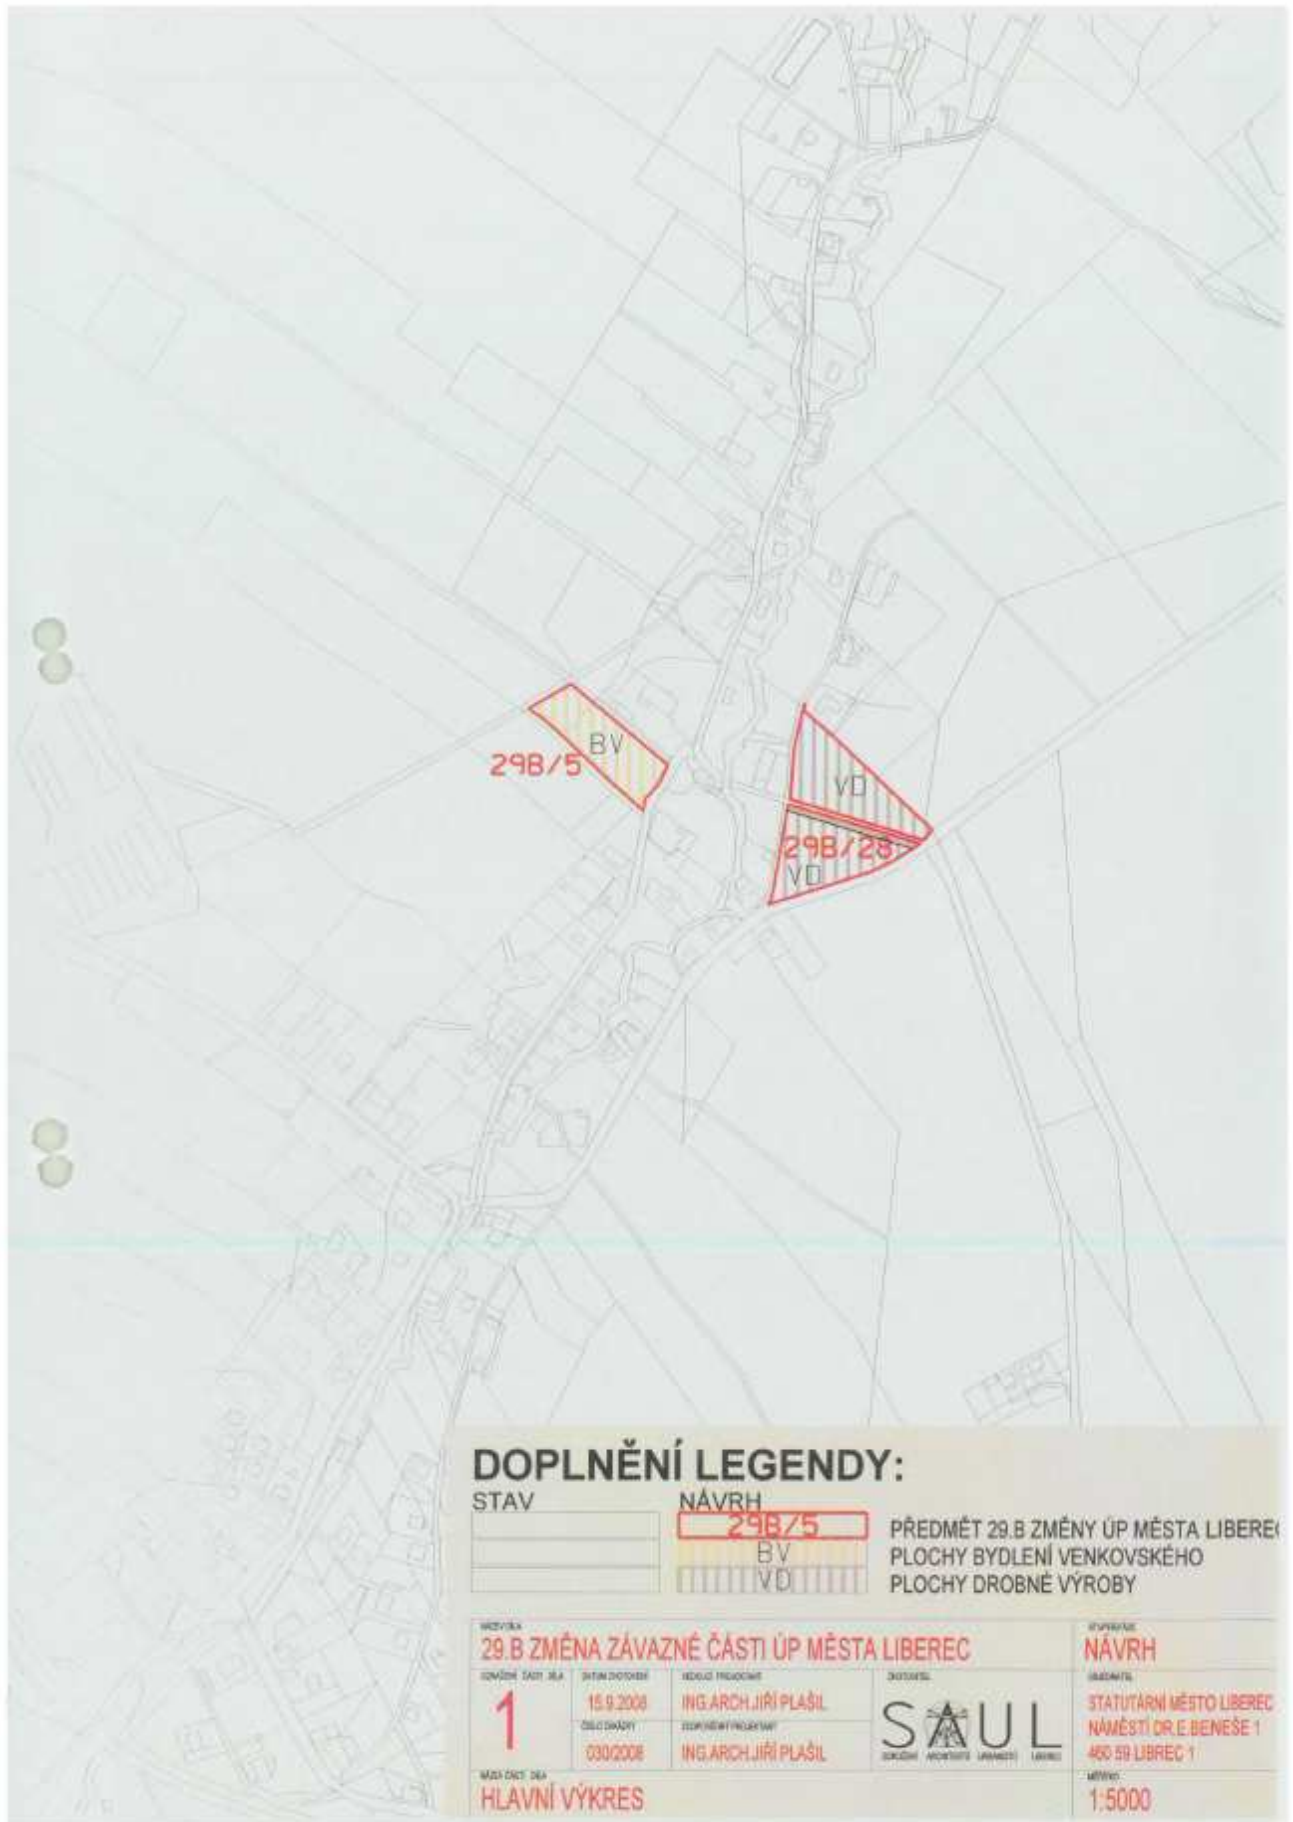 BV
29B/5
VD
29B/28
VD
DOPLNĚNÍ LEGENDY:
STAV NÁVRH
29B/5 PŘEDMĚT 29.B ZMĚNY ÚP MĚSTA LIBEREC
BV PLOCHY BYDLENÍ VENKOVSKÉHO
VD PLOCHY DROBNÉ VÝROBY
29.B ZMĚNA ZÁVAZNÉ ČÁSTI ÚP MĚSTA LIBEREC
NÁVRH
1
15.9.2008
ING.ARCH.JIŘÍ PLAŠIL
030/2008
ING.ARCH.JIŘÍ PLAŠIL
SAUL
STATUTÁRNÍ MĚSTO LIBEREC
NÁMĚSTÍ DR.E.BENEŠE 1
460 59 LIBREC 1
HLAVNÍ VÝKRES
1:5000